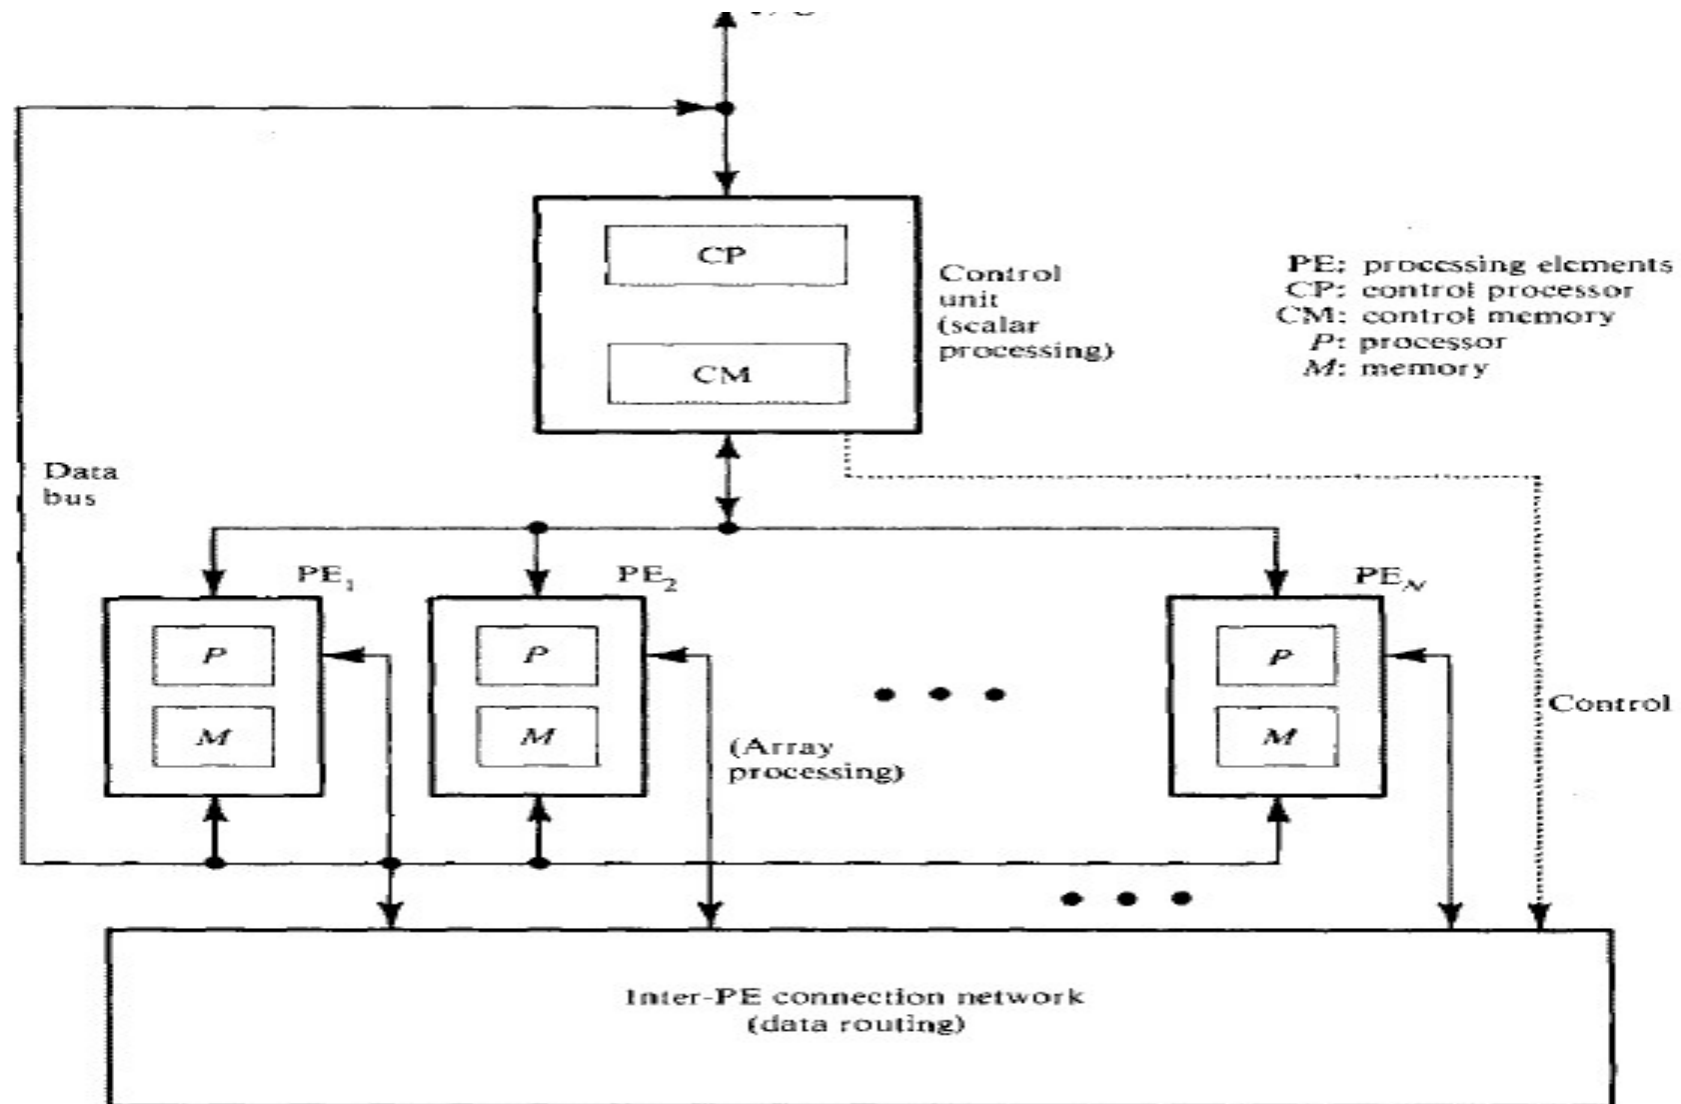 CP
Control
unit
(scalar
processing)
CM
PE: processing elements
CP: control processor
CM: control memory
P: processor
M: memory
Data
bus
PE1
PE2
PEN
P
P
P
M
M
M
(Array
processing)
Control
Inter-PE connection network
(data routing)